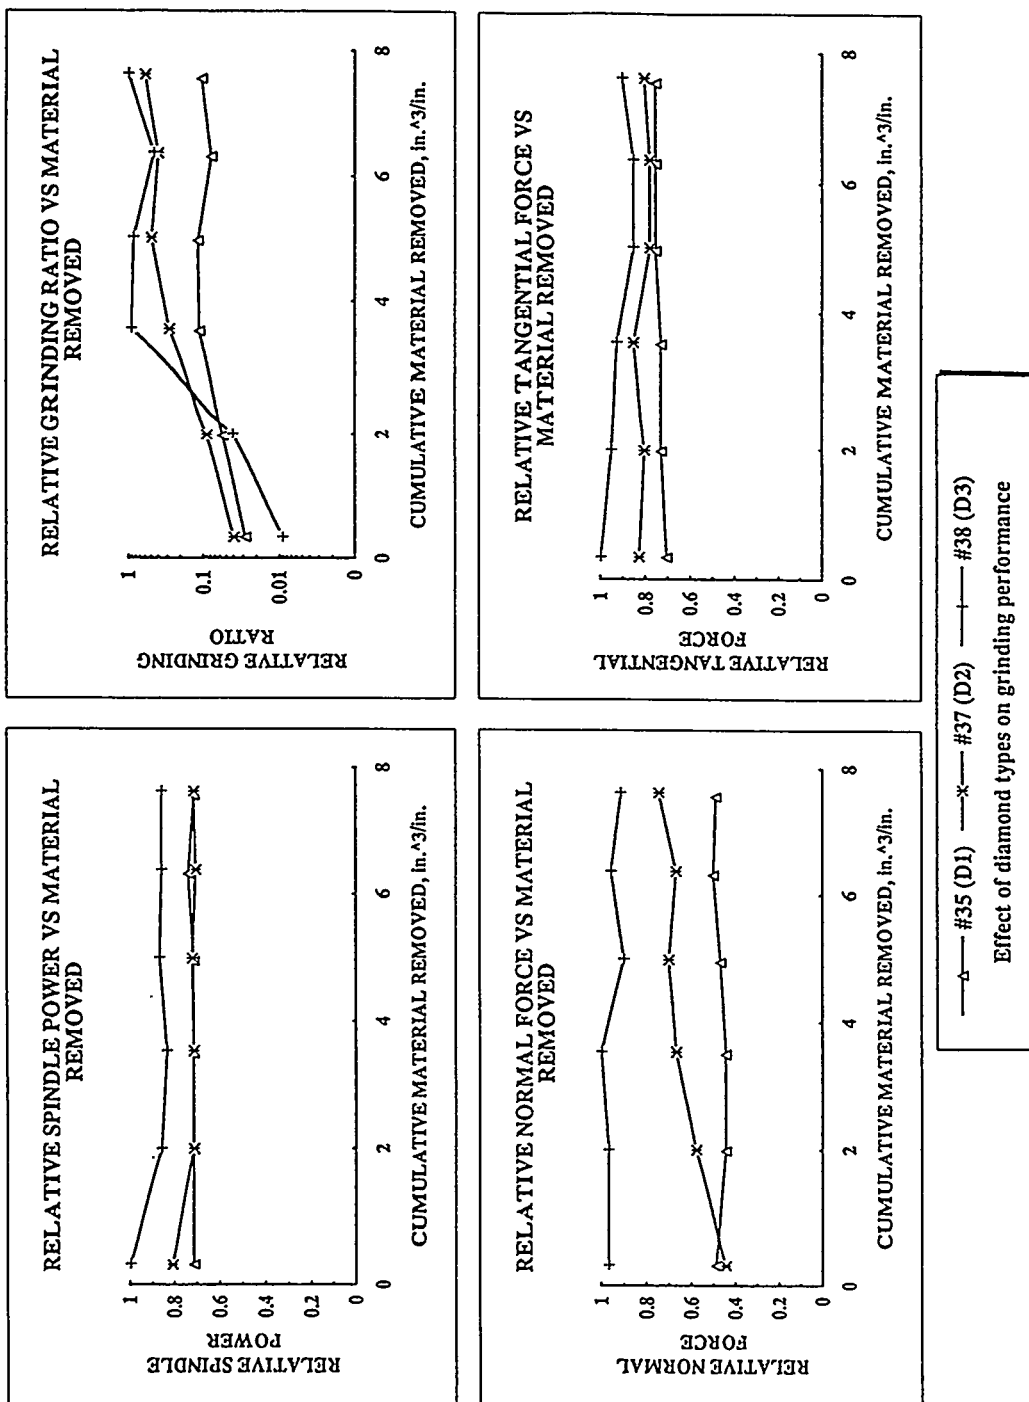 RELATIVE SPINDLE POWER VS MATERIAL
REMOVED
RELATIVE SPINDLE
POWER
1
0.8
0.6
0.4
0.2
0
0
2
4
6
8
CUMULATIVE MATERIAL REMOVED, in.^3/in.
RELATIVE GRINDING RATIO VS MATERIAL
REMOVED
RELATIVE GRINDING
RATIO
1
0.1
0.01
0
0
2
4
6
8
CUMULATIVE MATERIAL REMOVED, in.^3/in.
RELATIVE NORMAL FORCE VS MATERIAL
REMOVED
RELATIVE NORMAL
FORCE
1
0.8
0.6
0.4
0.2
0
0
2
4
6
8
CUMULATIVE MATERIAL REMOVED, in.^3/in.
RELATIVE TANGENTIAL FORCE VS
MATERIAL REMOVED
RELATIVE TANGENTIAL
FORCE
1
0.8
0.6
0.4
0.2
0
0
2
4
6
8
CUMULATIVE MATERIAL REMOVED, in.^3/in.
#35 (D1) #37 (D2) #38 (D3)
Effect of diamond types on grinding performance